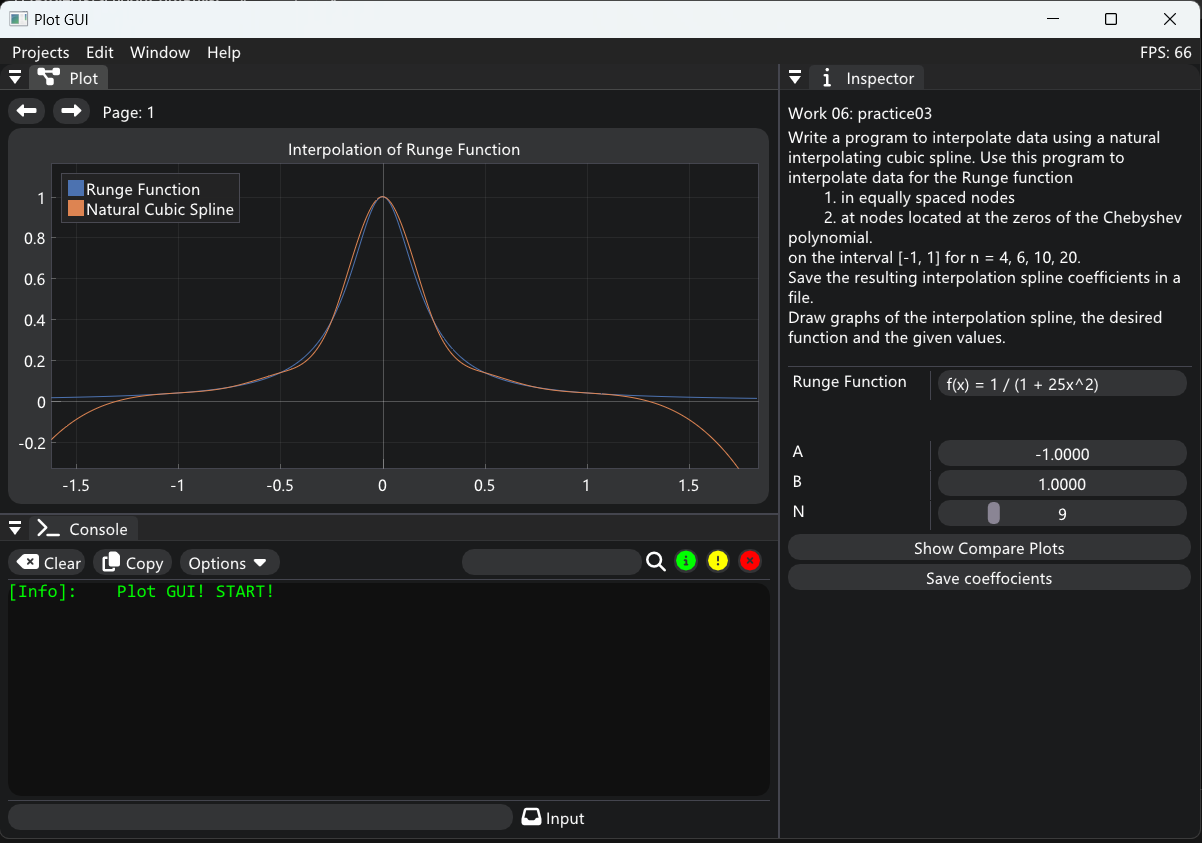 Plot GUI
Projects Edit Window Help FPS: 66
Plot
Page: 1
Interpolation of Runge Function
Runge Function
Natural Cubic Spline
1
0.8
0.6
0.4
0.2
0
-0.2
-1.5 -1 -0.5 0 0.5 1 1.5
Console
Clear Copy Options
[Info]: Plot GUI! START!
Input
Inspector
Work 06: practice03
Write a program to interpolate data using a natural
interpolating cubic spline. Use this program to
interpolate data for the Runge function
1. in equally spaced nodes
2. at nodes located at the zeros of the Chebyshev
polynomial.
on the interval [-1, 1] for n = 4, 6, 10, 20.
Save the resulting interpolation spline coefficients in a
file.
Draw graphs of the interpolation spline, the desired
function and the given values.
Runge Function f(x) = 1 / (1 + 25x^2)
A -1.0000
B 1.0000
N 9
Show Compare Plots
Save coeffocients